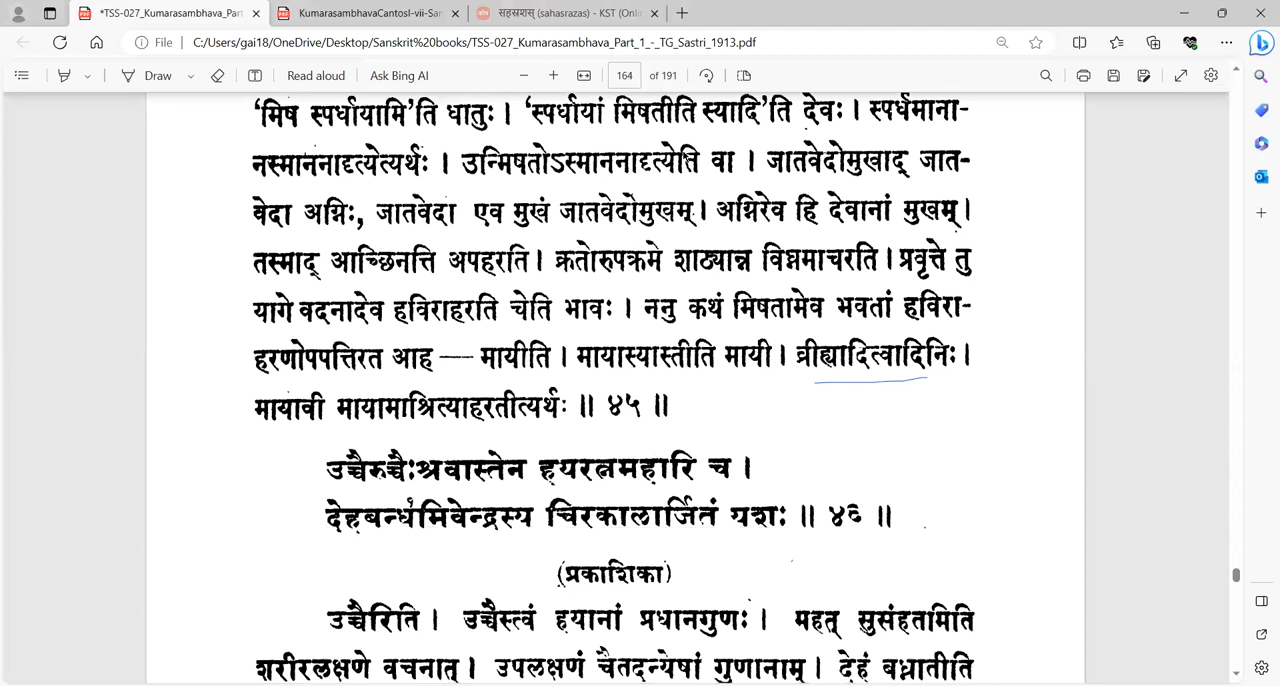 *TSS-027_Kumarasambhava_Part
KumarasambhavaCantosI-vii-San
सहस्रशस् (sahasrazas) - KST (Onli
File
C:/Users/gai18/OneDrive/Desktop/Sanskrit%20books/TSS-027_Kumarasambhava_Part_1_-_TG_Sastri_1913.pdf
Draw
Read aloud
Ask Bing AI
164 of 191
‘मिष स्पर्धायामि’ति धातुः । ‘स्पर्धायां मिषतीति स्यादि’ति देवः । स्पर्धमाना-
नस्माननादृत्येत्यर्थः । उन्मिषतोऽस्माननादृत्येति वा । जातवेदोमुखाद् जात-
वेदा अग्निः, जातवेदा एव मुखं जातवेदोमुखम् । अग्निरेव हि देवानां मुखम् ।
तस्माद् आच्छिनत्ति अपहरति । क्रतोरुपक्रमे शाठ्यान्न विघ्नमाचरति । प्रवृत्ते तु
यागे वदनादेव हविराहरति चेति भावः । ननु कथं मिषतामेव भवतां हविरा-
हरणोपपत्तिरत आह — मायीति । मायास्यास्तीति मायी । व्रीह्यादित्वादिनिः ।
मायावी मायामाश्रित्याहरतीत्यर्थः ॥ ४५ ॥
उच्चैरुच्चैःश्रवास्तेन हयरत्नमहारि च ।
देहबन्धमिवेन्द्रस्य चिरकालार्जितं यशः ॥ ४६ ॥
(प्रकाशिका)
उच्चैरिति । उच्चैस्त्वं हयानां प्रधानगुणः । महत् सुसंहतमिति
शरीरलक्षणे वचनात् । उपलक्षणं चैतदन्येषां गुणानाम् । देहं बध्नातीति